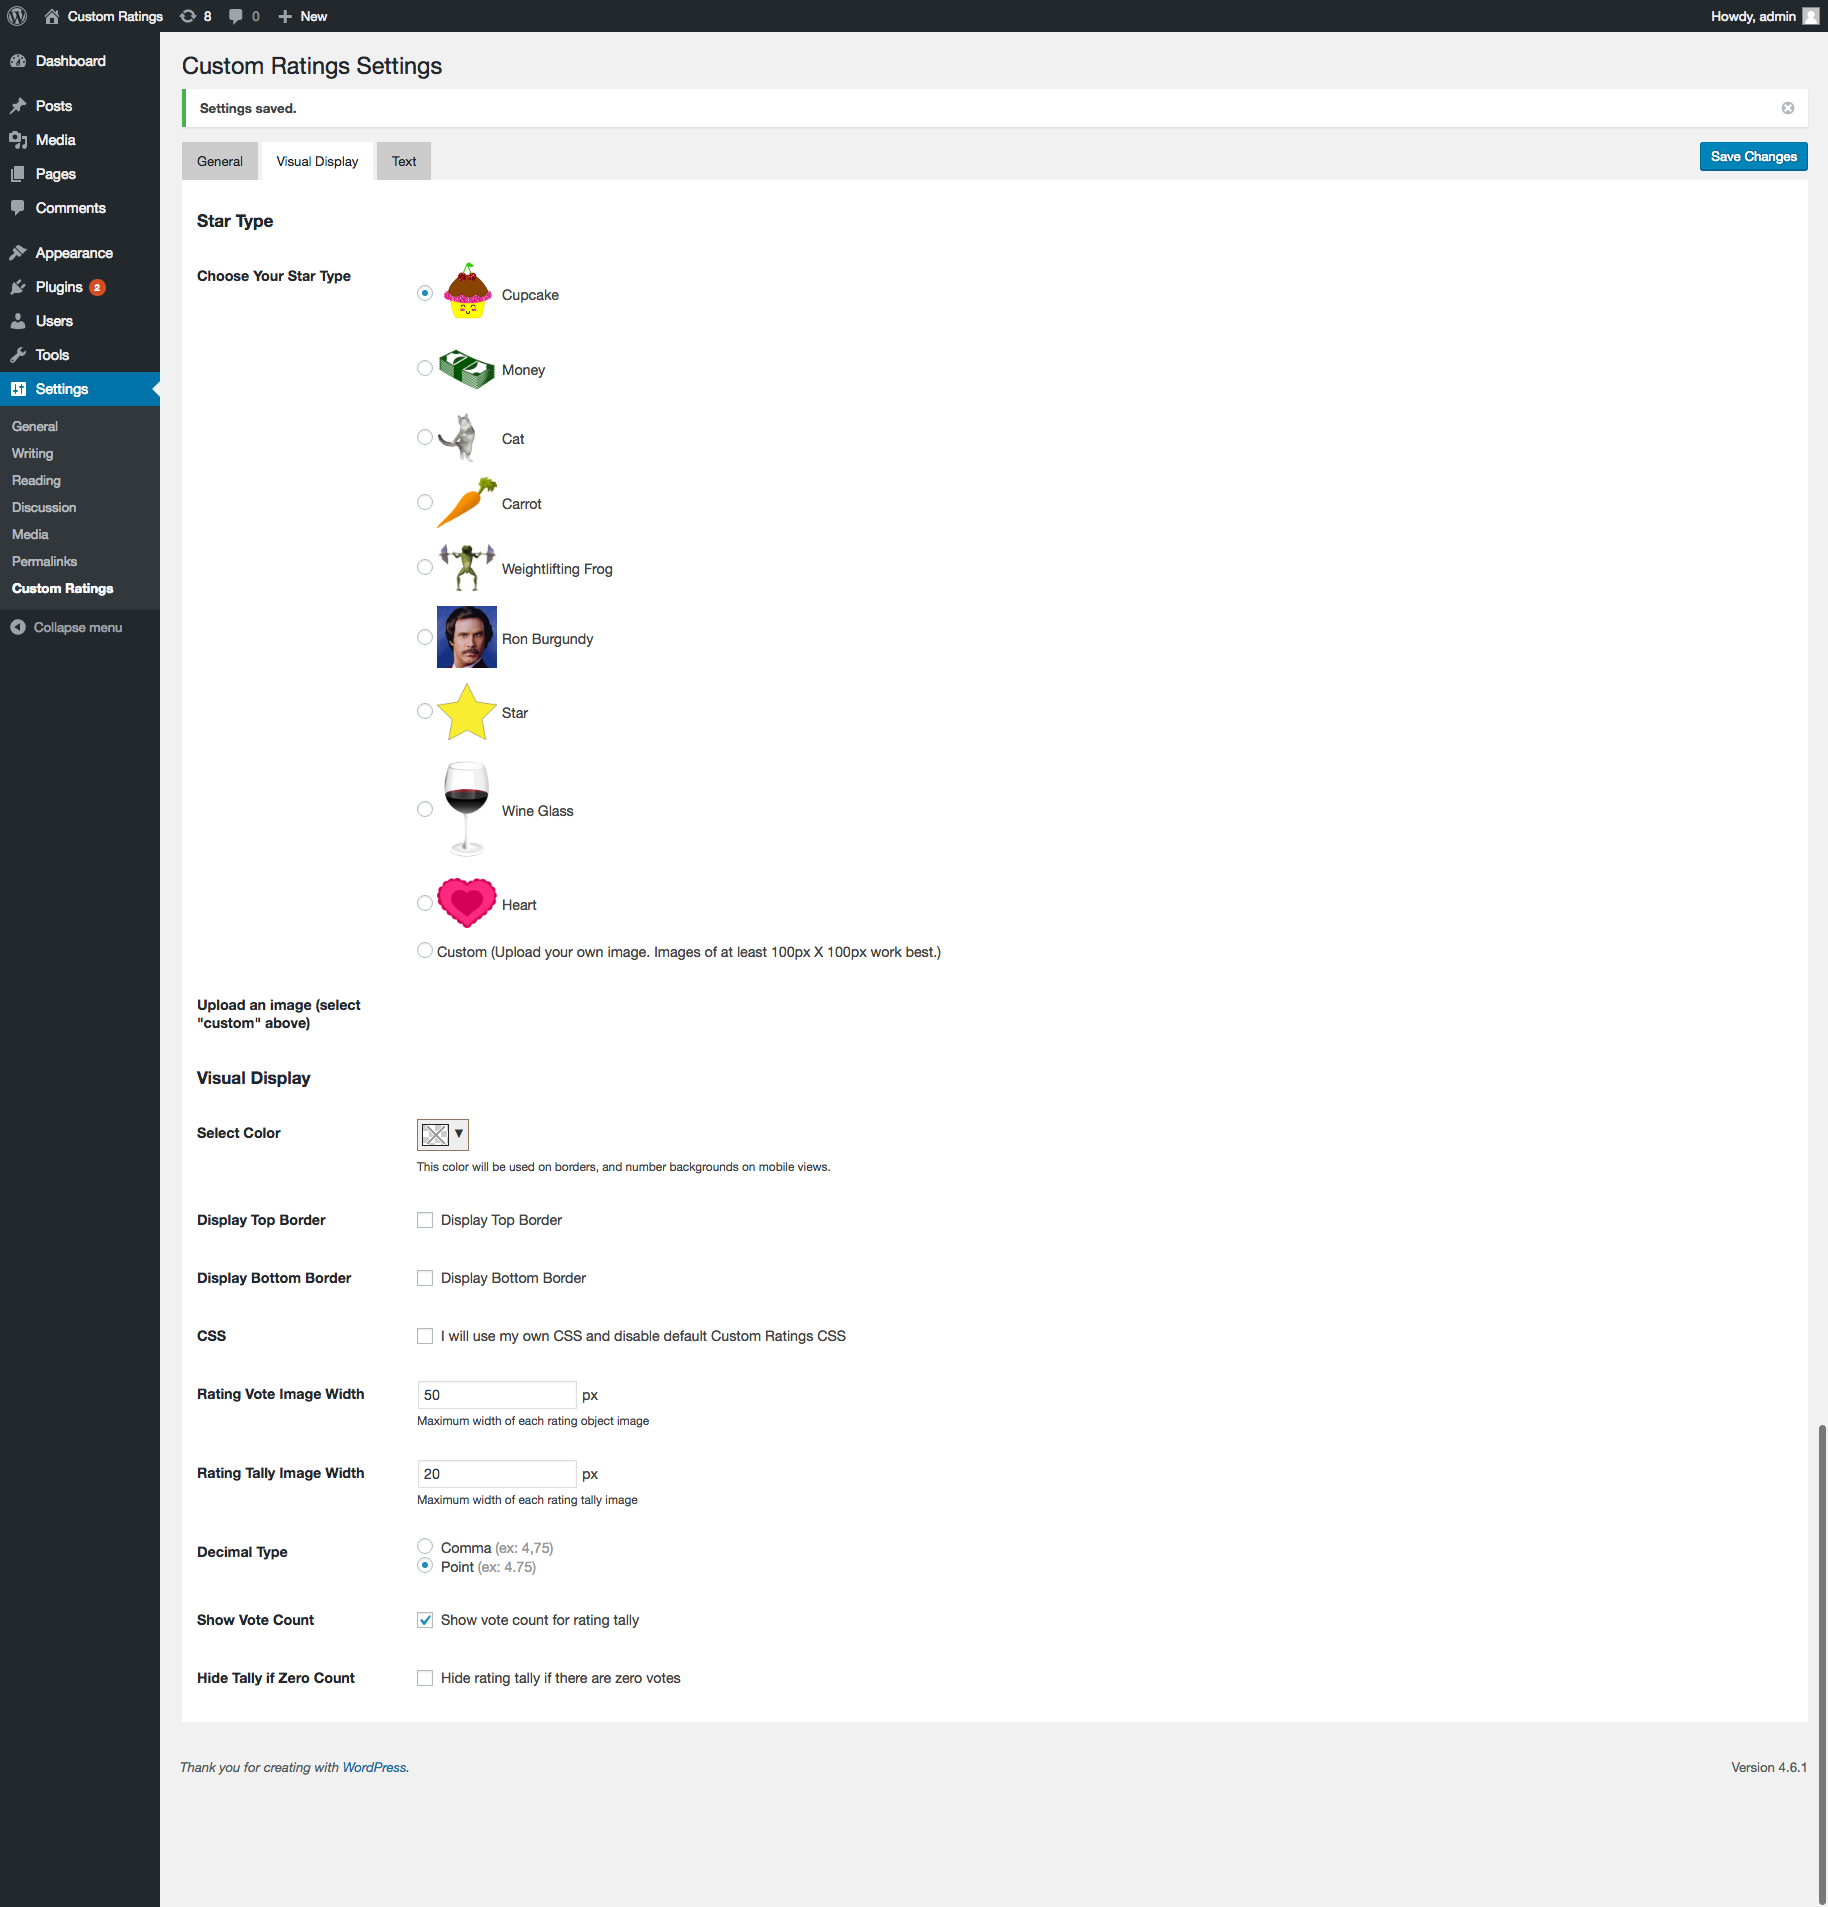 Custom Ratings 8 0 New Howdy, admin
Dashboard
Posts
Media
Pages
Comments
Appearance
Plugins 2
Users
Tools
Settings
General
Writing
Reading
Discussion
Media
Permalinks
Custom Ratings
Collapse menu
Custom Ratings Settings
Settings saved.
General Visual Display Text Save Changes
Star Type
Choose Your Star Type
Cupcake
Money
Cat
Carrot
Weightlifting Frog
Ron Burgundy
Star
Wine Glass
Heart
Custom (Upload your own image. Images of at least 100px X 100px work best.)
Upload an image (select
"custom" above)
Visual Display
Select Color
This color will be used on borders, and number backgrounds on mobile views.
Display Top Border Display Top Border
Display Bottom Border Display Bottom Border
CSS I will use my own CSS and disable default Custom Ratings CSS
Rating Vote Image Width 50 px
Maximum width of each rating object image
Rating Tally Image Width 20 px
Maximum width of each rating tally image
Decimal Type
Comma (ex: 4,75)
Point (ex: 4.75)
Show Vote Count Show vote count for rating tally
Hide Tally if Zero Count Hide rating tally if there are zero votes
Thank you for creating with WordPress. Version 4.6.1